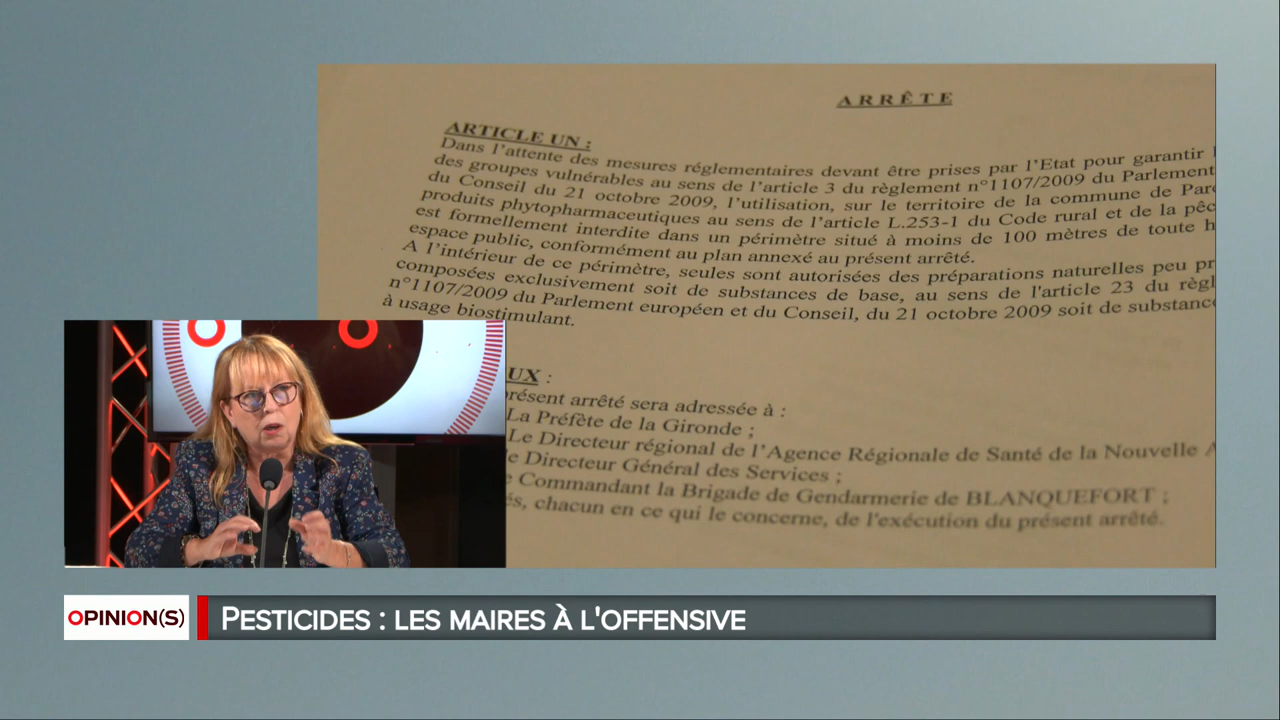 ARRÊTE
ARTICLE UN :
Dans l'attente des mesures réglementaires devant être prises par l'Etat pour garantir
des groupes vulnérables au sens de l'article 3 du règlement n°1107/2009 du Parlement
du Conseil du 21 octobre 2009, l'utilisation, sur le territoire de la commune de
produits phytopharmaceutiques au sens de l'article L.253-1 du Code rural et de la
est formellement interdite dans un périmètre situé à moins de 100 mètres de toute
espace public, conformément au plan annexé au présent arrêté.
A l'intérieur de ce périmètre, seules sont autorisées des préparations naturelles peu
composées exclusivement soit de substances de base, au sens de l'article 23 du
n°1107/2009 du Parlement européen et du Conseil, du 21 octobre 2009 soit de
à usage biostimulant.
UX :
présent arrêté sera adressée à :
La Préfète de la Gironde ;
Le Directeur régional de l'Agence Régionale de Santé de la Nouvelle A
Directeur Général des Services ;
Commandant la Brigade de Gendarmerie de BLANQUEFORT ;
és, chacun en ce qui le concerne, de l'exécution du présent arrêté.
OPINION(S)
PESTICIDES : LES MAIRES À L'OFFENSIVE